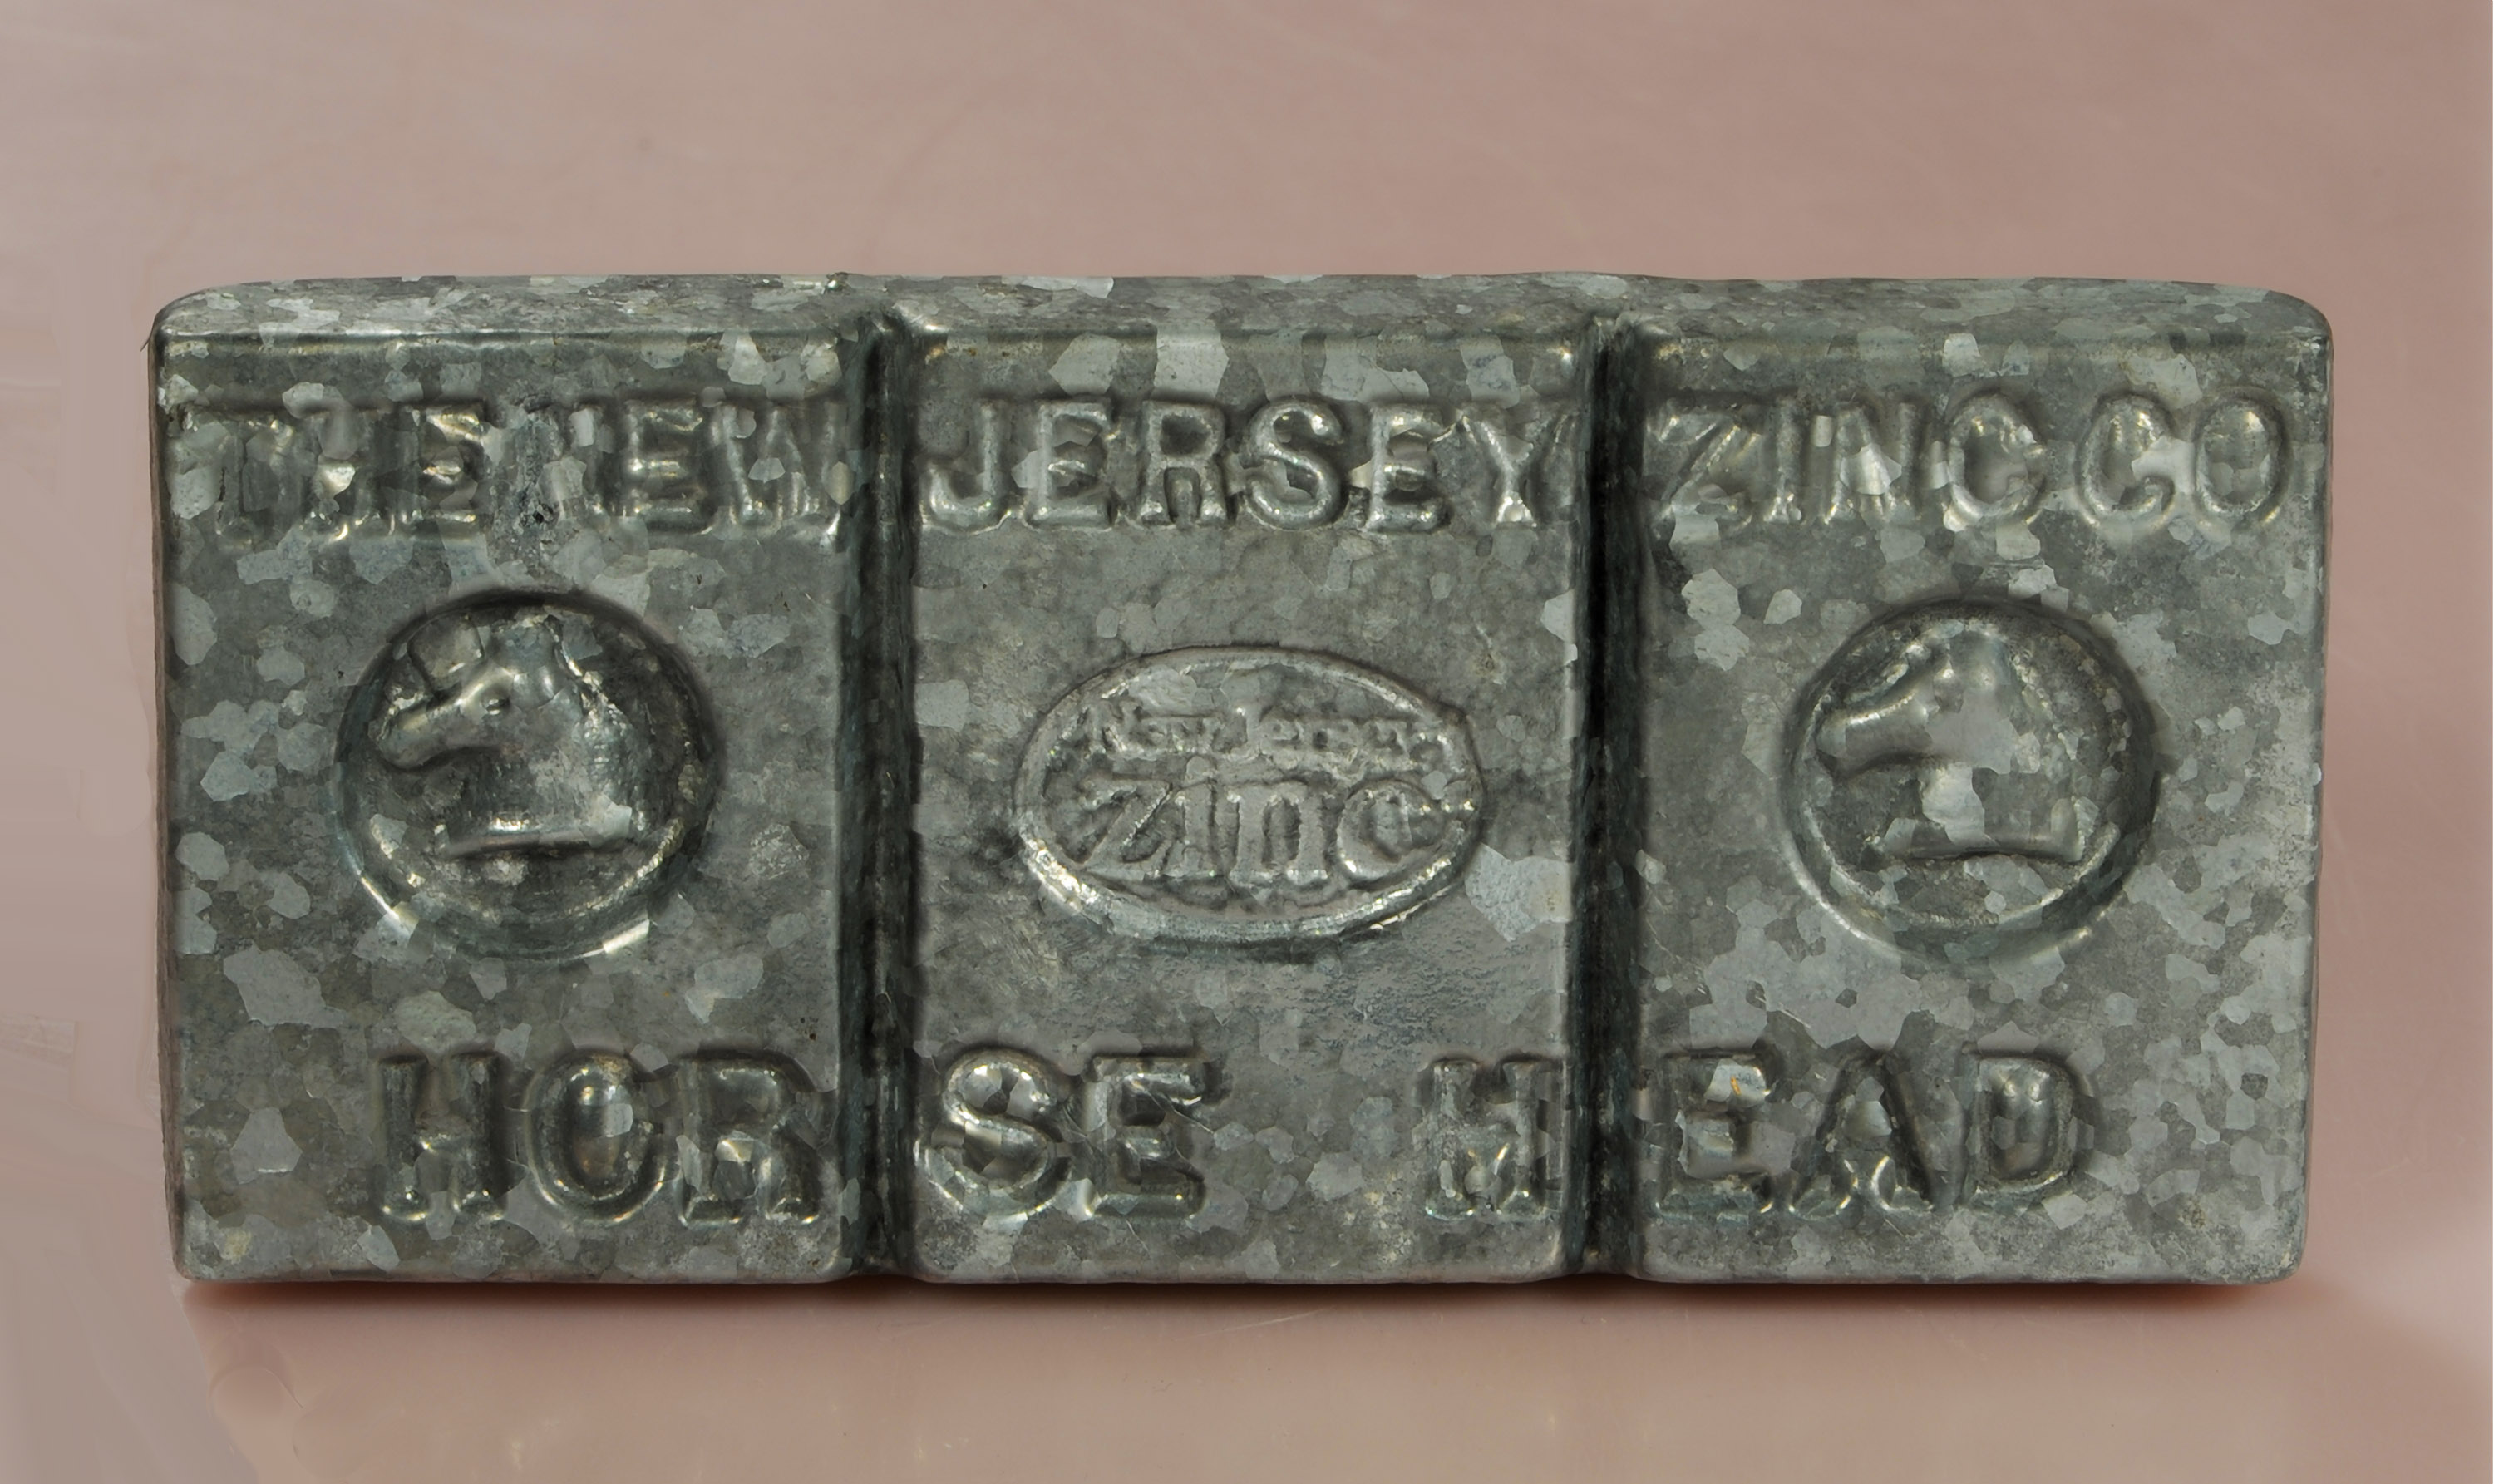 THE NEW JERSEY ZINC CO
New Jersey
zinc
HORSE HEAD